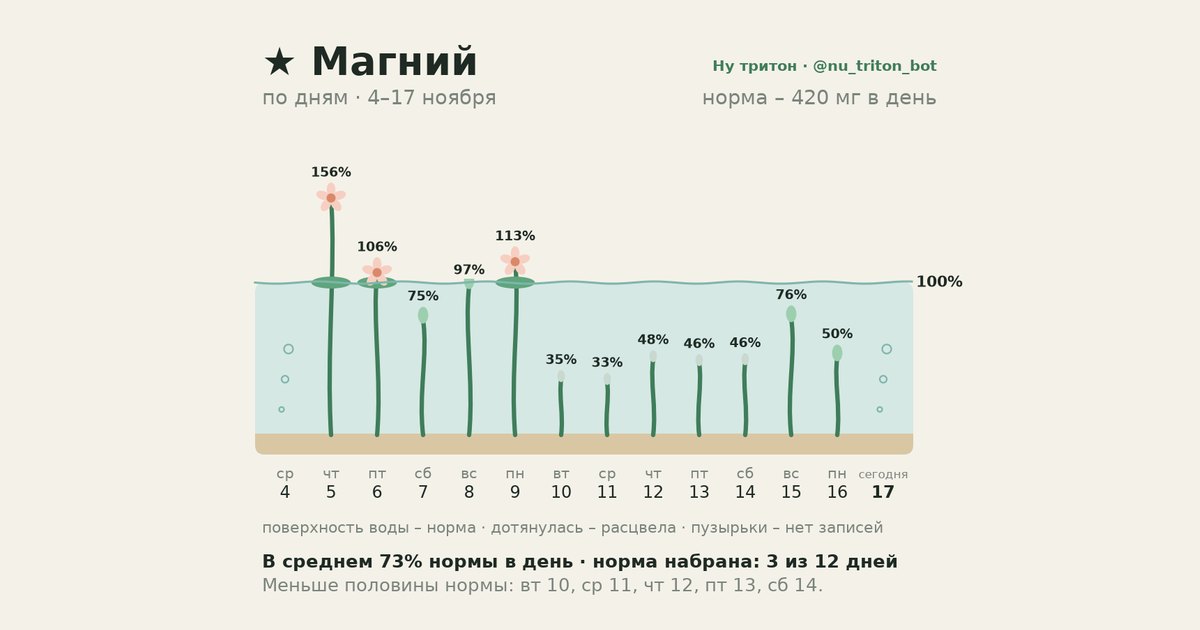 ★ Магний
Ну тритон · @nu_triton_bot
по дням · 4–17 ноября
норма – 420 мг в день
156%
106%
75%
97%
113%
35%
33%
48%
46%
46%
76%
50%
100%
ср чт пт сб вс пн вт ср чт пт сб вс пн сегодня
4 5 6 7 8 9 10 11 12 13 14 15 16 17
поверхность воды – норма · дотянулась – расцвела · пузырьки – нет записей
В среднем 73% нормы в день · норма набрана: 3 из 12 дней
Меньше половины нормы: вт 10, ср 11, чт 12, пт 13, сб 14.